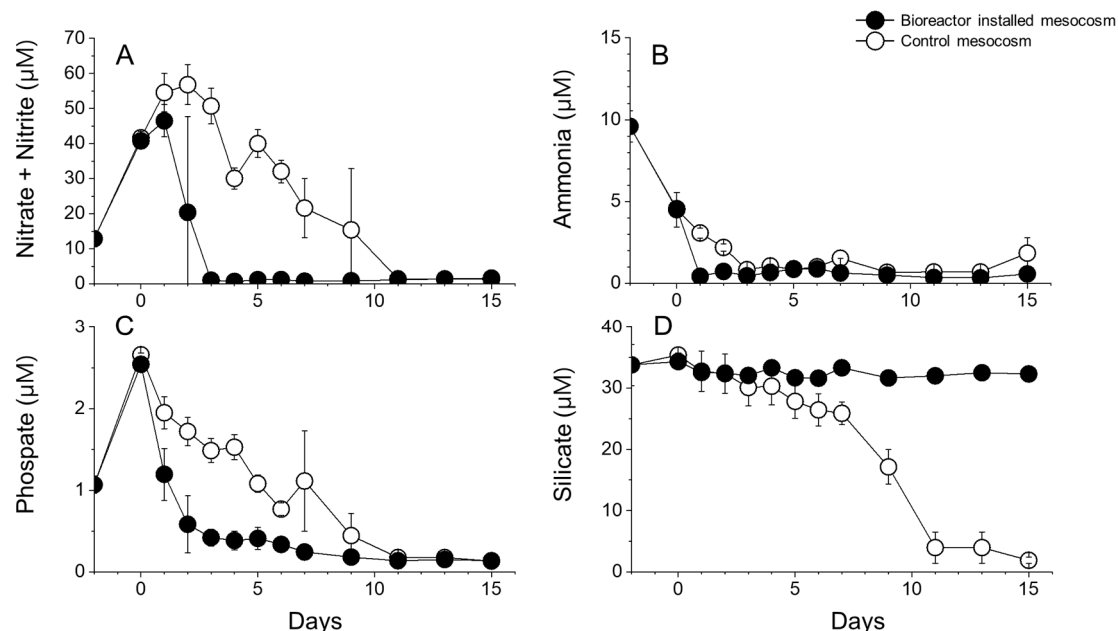 Bioreactor installed mesocosm
Control mesocosm
A
Nitrate + Nitrite (µM)
70
60
50
40
30
20
10
0
0 5 10 15
B
Ammonia (µM)
15
10
5
0
0 5 10 15
C
Phospate (µM)
3
2
1
0
0 5 10 15
Days
D
Silicate (µM)
40
30
20
10
0
0 5 10 15
Days